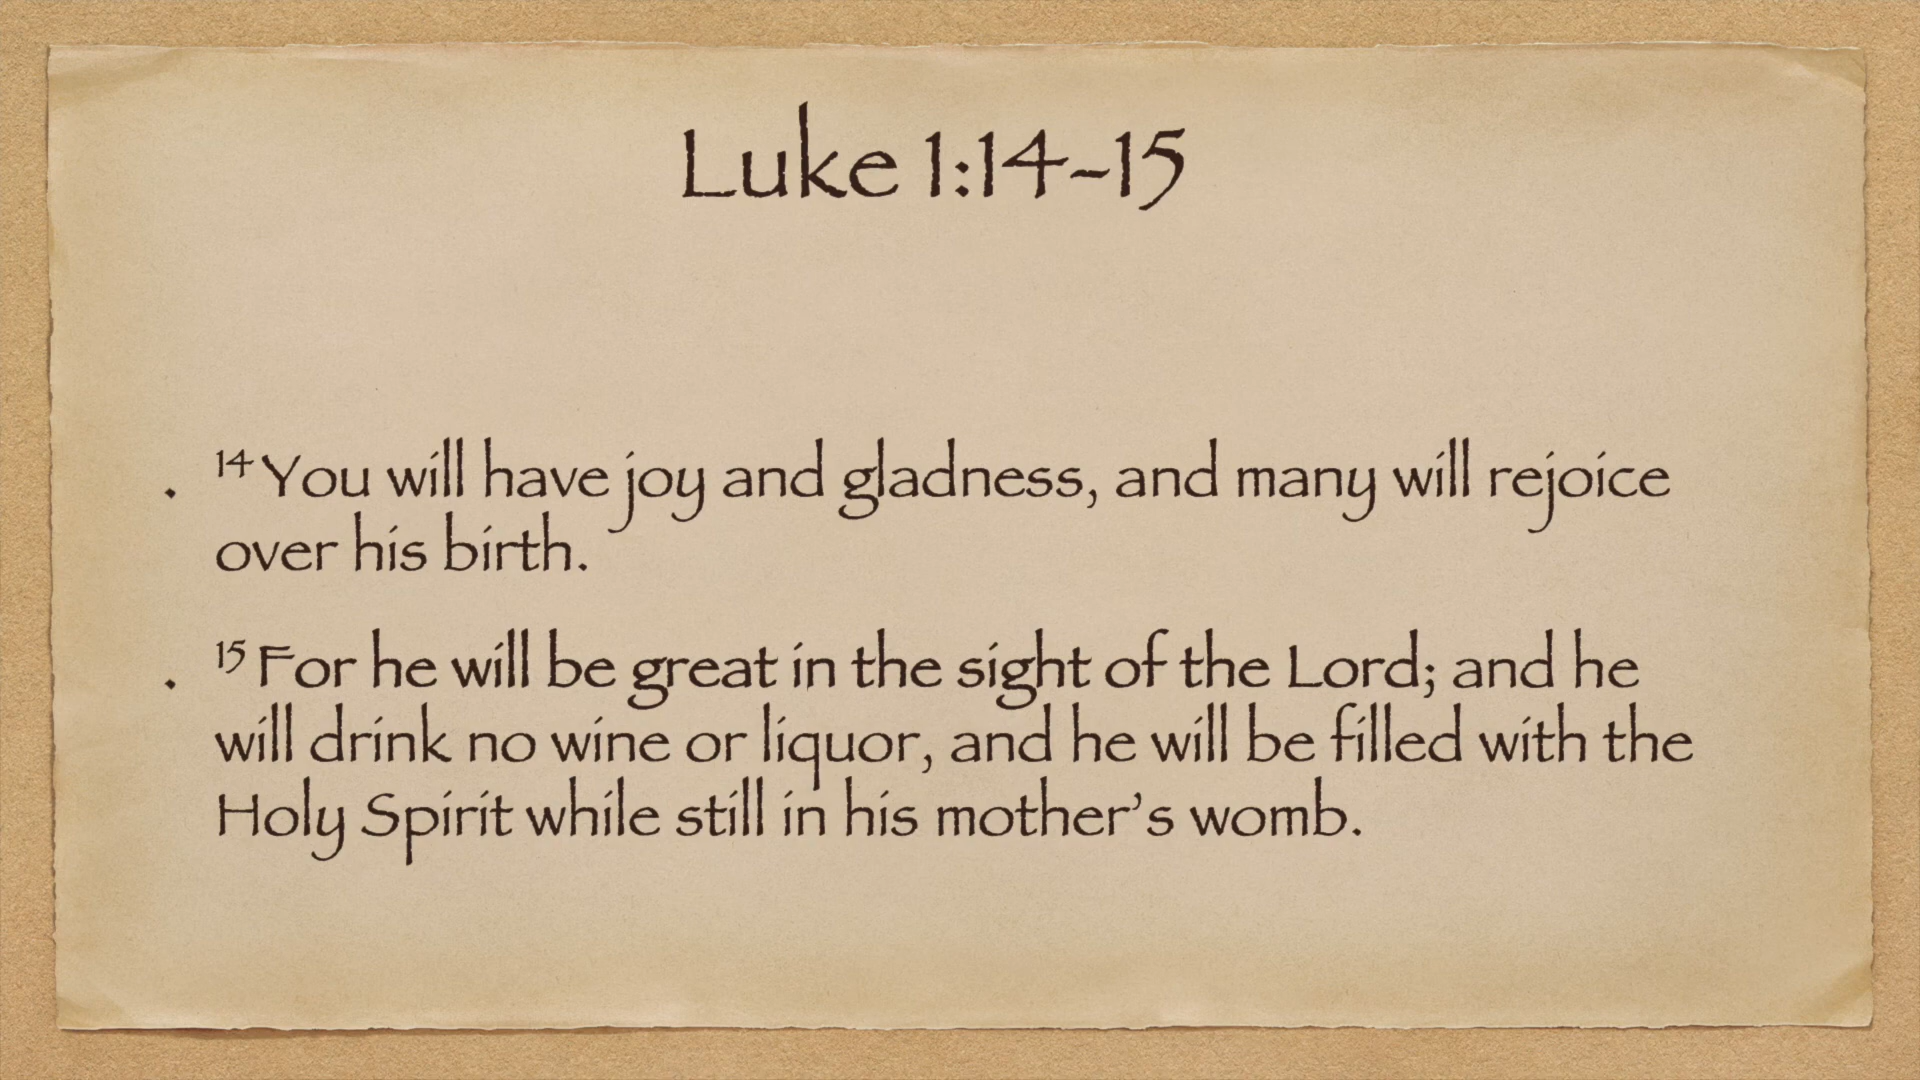 Luke 1:14-15
. 14 You will have joy and gladness, and many will rejoice
over his birth.
. 15 For he will be great in the sight of the Lord; and he
will drink no wine or liquor, and he will be filled with the
Holy Spirit while still in his mother’s womb.